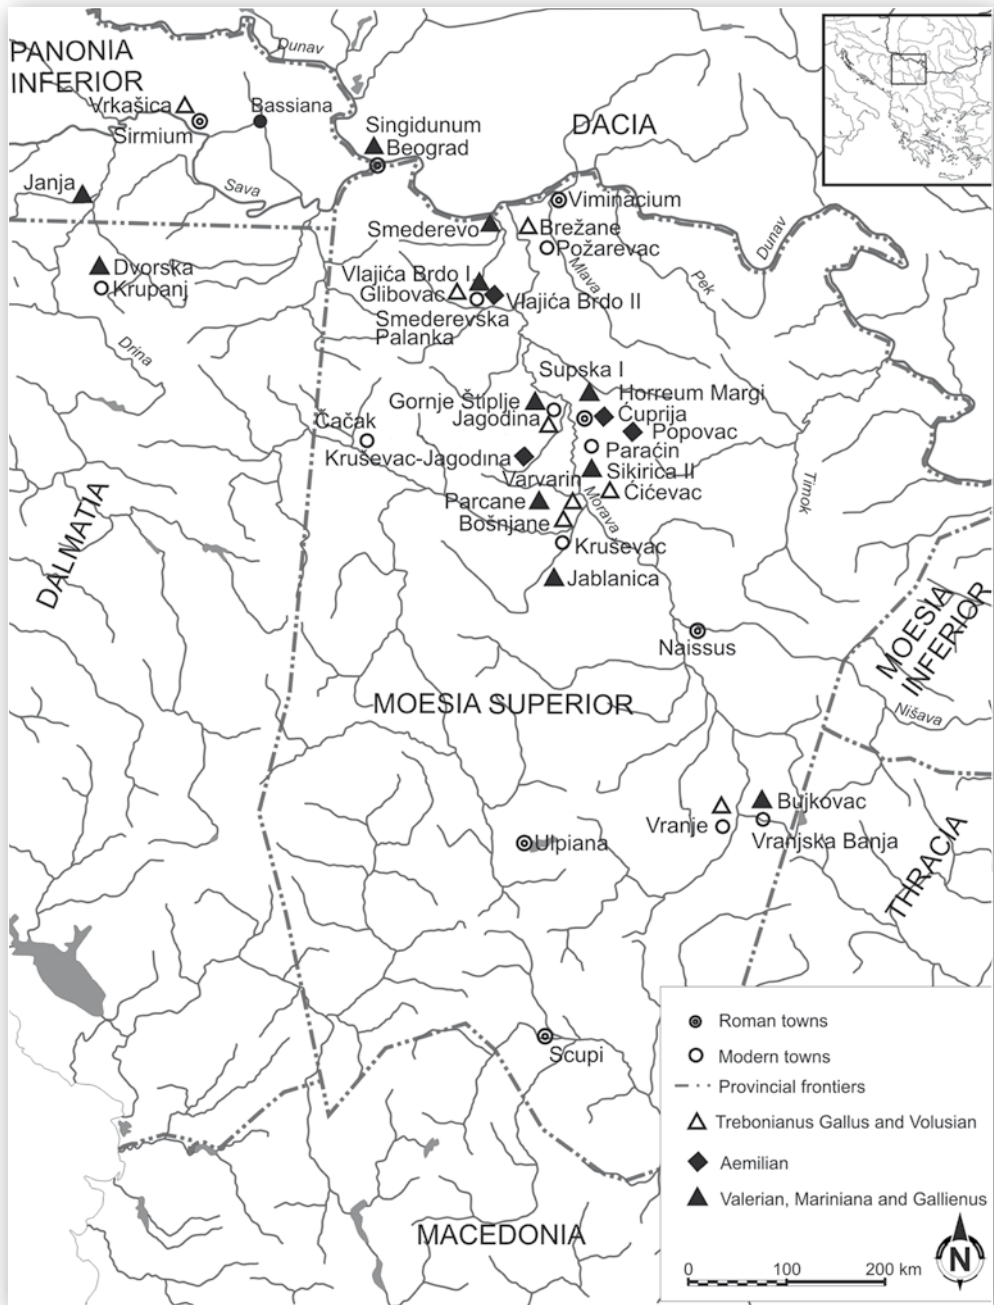 PANONIA
INFERIOR
Dunav
Vrkašica
Bassiana
Sirmium
Singidunum
Beograd
DACIA
Janja
Sava
Viminacium
Smederevo
Brežane
Požarevac
Dunav
Dvorska
Krupanj
Vlajića Brdo I
Glibovac
Vlajića Brdo II
Mlava
Pek
Smederevska
Palanka
Drina
Supska I
Gornje Štiplje
Horreum Margi
Jagodina
Ćuprija
Čačak
Popovac
Paraćin
Kruševac-Jagodina
Sikirica II
Varvarin
Ćićevac
Parcane
Morava
Timok
Bošnjane
Kruševac
DALMATIA
Jablanica
MOESIA
INFERIOR
Naissus
MOESIA SUPERIOR
Nišava
Bujkovac
Vranje
Vranjska Banja
Ulpiana
THRACIA
Scupi
MACEDONIA
Roman towns
Modern towns
Provincial frontiers
Trebonianus Gallus and Volusian
Aemilian
Valerian, Mariniana and Gallienus
N
0 100 200 km